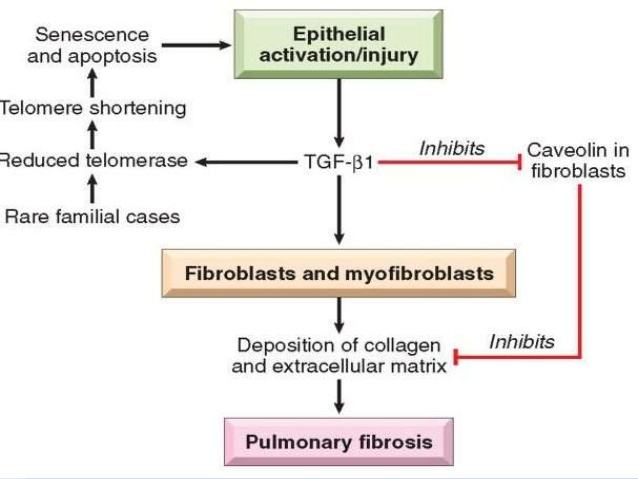 Senescence
and apoptosis
Epithelial
activation/injury
Telomere shortening
Reduced telomerase
TGF-β1
Inhibits
Caveolin in
fibroblasts
Rare familial cases
Fibroblasts and myofibroblasts
Deposition of collagen
and extracellular matrix
Inhibits
Pulmonary fibrosis